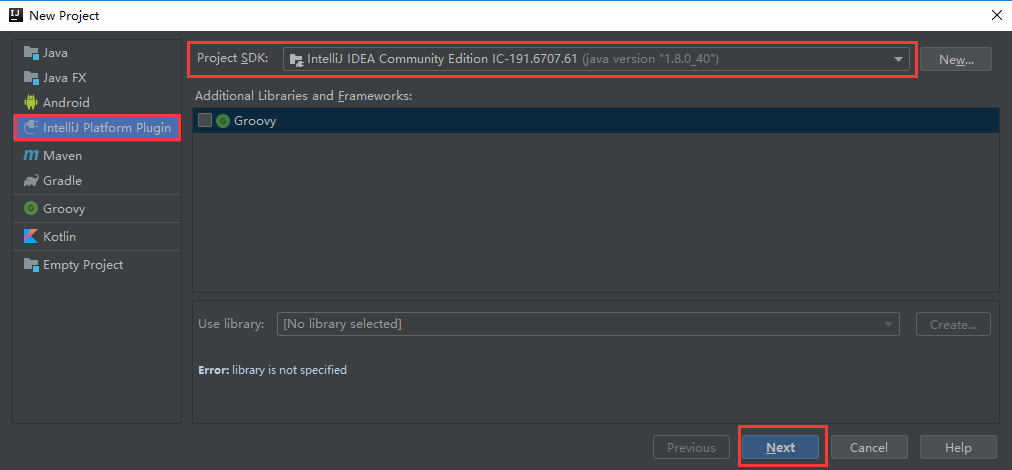 New Project
Java
Java FX
Android
IntelliJ Platform Plugin
Maven
Gradle
Groovy
Kotlin
Empty Project
Project SDK: IntelliJ IDEA Community Edition IC-191.6707.61 (java version "1.8.0_40") New...
Additional Libraries and Frameworks:
Groovy
Use library: [No library selected] Create...
Error: library is not specified
Previous Next Cancel Help